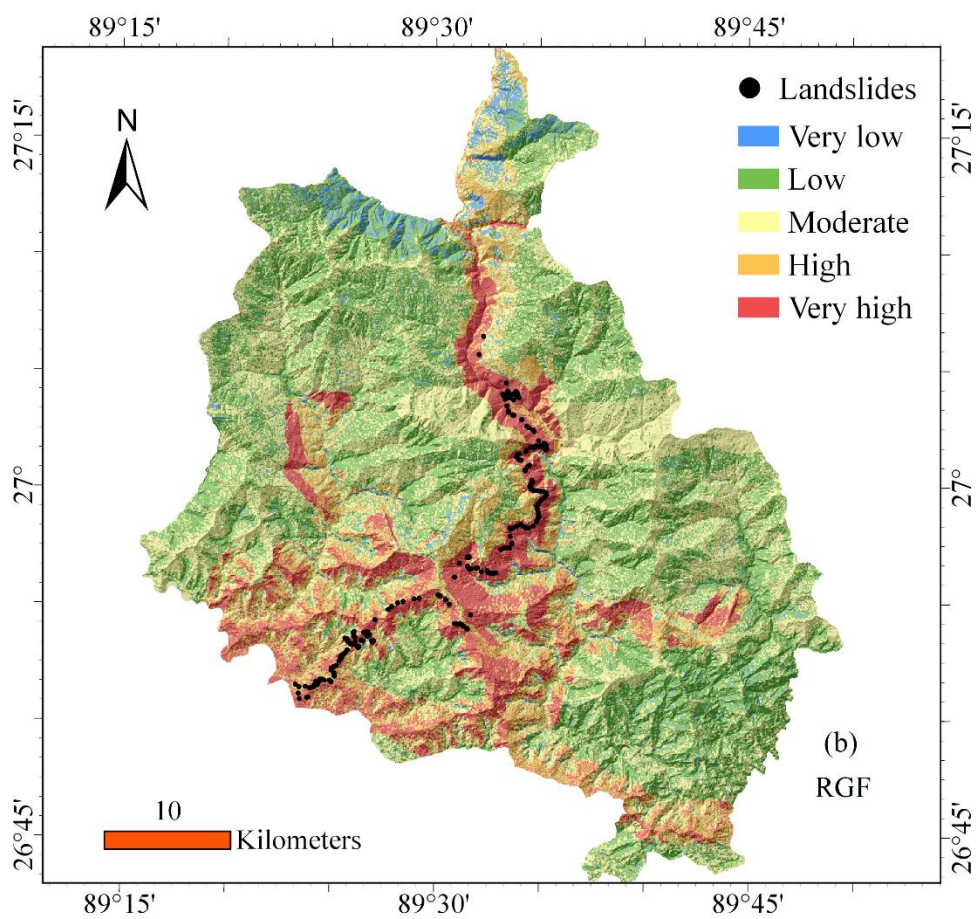 89°15' 89°30' 89°45'
27°15' 27°15'
N
Landslides
Very low
Low
Moderate
High
Very high
27° 27°
(b)
RGF
10
Kilometers
26°45' 26°45'
89°15' 89°30' 89°45'